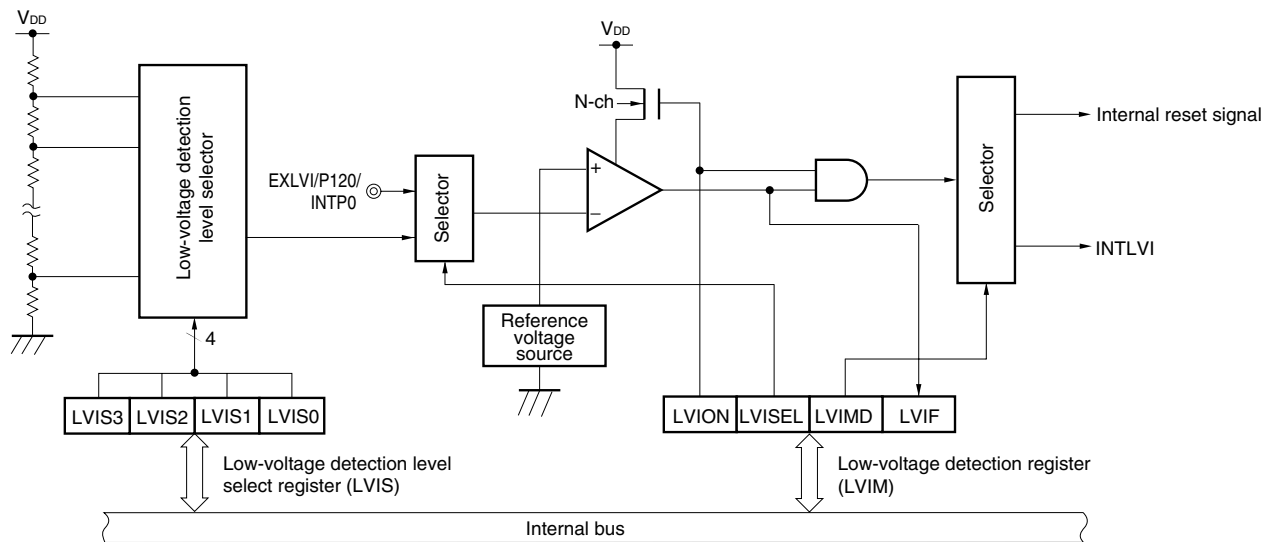 VDD
Low-voltage detection
level selector
4
LVIS3 LVIS2 LVIS1 LVIS0
Low-voltage detection level
select register (LVIS)
EXLVI/P120/
INTP0
Selector
VDD
N-ch
+
−
Reference
voltage
source
Selector
Internal reset signal
INTLVI
LVION LVISEL LVIMD LVIF
Low-voltage detection register
(LVIM)
Internal bus